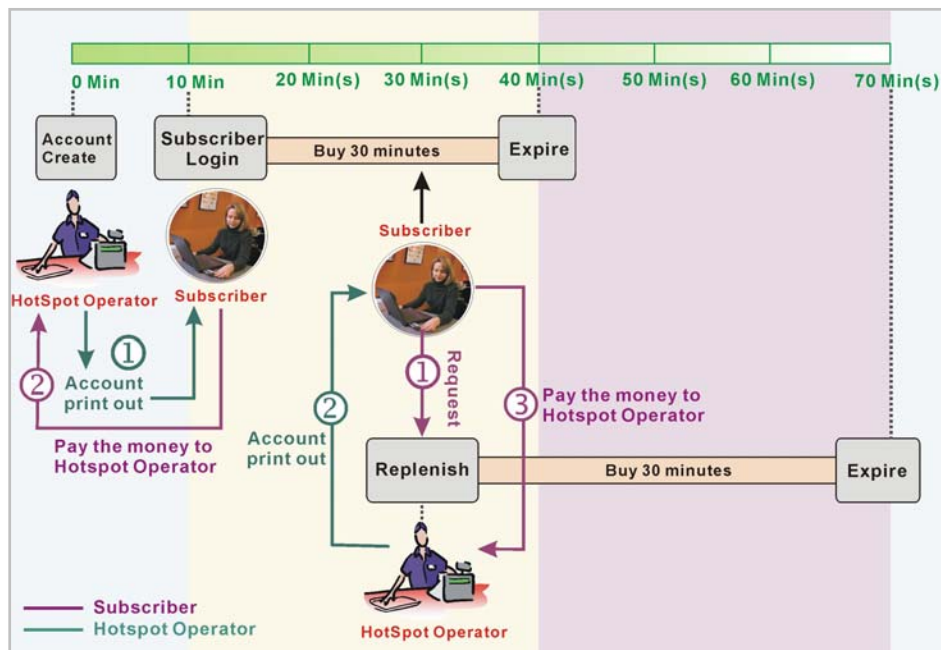 0 Min
10 Min
20 Min(s)
30 Min(s)
40 Min(s)
50 Min(s)
60 Min(s)
70 Min(s)
Account
Create
Subscriber
Login
Buy 30 minutes
Expire
Subscriber
HotSpot Operator
Subscriber
1
2
Account
print out
Pay the money to
Hotspot Operator
1
Request
2
Account
print out
3
Pay the money to
Hotspot Operator
Replenish
Buy 30 minutes
Expire
HotSpot Operator
Subscriber
Hotspot Operator